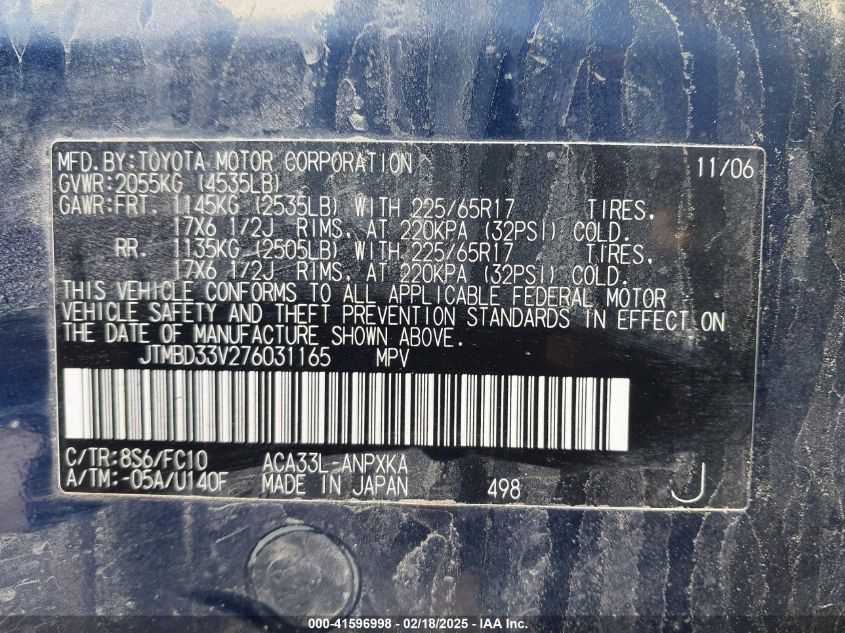 MFD. BY: TOYOTA MOTOR CORPORATION 11/06
GVWR: 2055KG (4535LB)
GAWR: FRT. 1145KG (2535LB) WITH 225/65R17 TIRES,
17X6 1/2J RIMS, AT 220KPA (32PSI) COLD.
RR. 1135KG (2505LB) WITH 225/65R17 TIRES,
17X6 1/2J RIMS, AT 220KPA (32PSI) COLD.
THIS VEHICLE CONFORMS TO ALL APPLICABLE FEDERAL MOTOR
VEHICLE SAFETY AND THEFT PREVENTION STANDARDS IN EFFECT ON
THE DATE OF MANUFACTURE SHOWN ABOVE.
JTMBD33V276031165 MPV
C/TR: 8S6/FC10 ACA33L-ANPXKA
A/TM: -05A/U140F MADE IN JAPAN 498 J
000-41596998 - 02/18/2025 - IAA Inc.